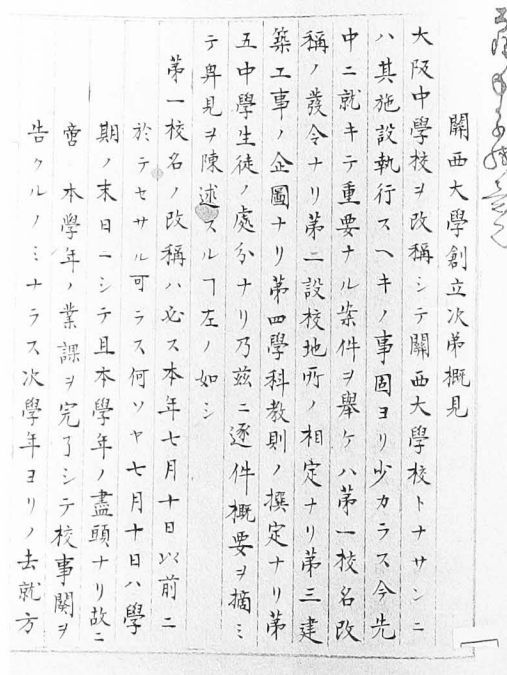 關西大學創立次第概見
大阪中學校ヲ改稱シテ關西大學校トナサンニ
ハ其施設執行スヘキノ事固ヨリ少カラス今先
中ニ就キテ重要ナル案件ヲ舉ケハ第一校名改
稱ノ發令ナリ第二設校地所ノ相定ナリ第三建
築工事ノ企圖ナリ第四學科教則ノ撰定ナリ第
五中學生徒ノ處分ナリ乃茲ニ逐件概要ヲ摘ミ
テ鄙見ヲ陳述スルヿ左ノ如シ
第一校名ノ改稱ハ必ス本年七月十日以前ニ
於テセサル可ラス何ソヤ七月十日ハ學
期ノ末日ニシテ且本學年ノ盡頭ナリ故ニ
啻本學年ノ業課ヲ完了シテ校事閑ヲ
告クルノミナラス次學年ヨリノ去就方